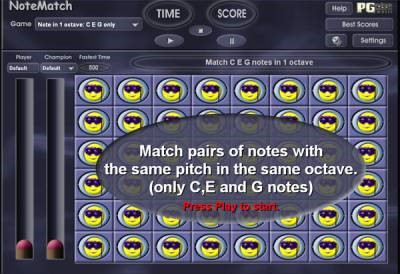 NoteMatch
TIME
SCORE
Help
PG
Game
Note in 1 octave: C E G only
Best Scores
Settings
Player
Champion
Fastest Time
Match C E G notes in 1 octave
Default
Default
500
Match pairs of notes with
the same pitch in the same octave.
(only C,E and G notes)
Press Play to start.